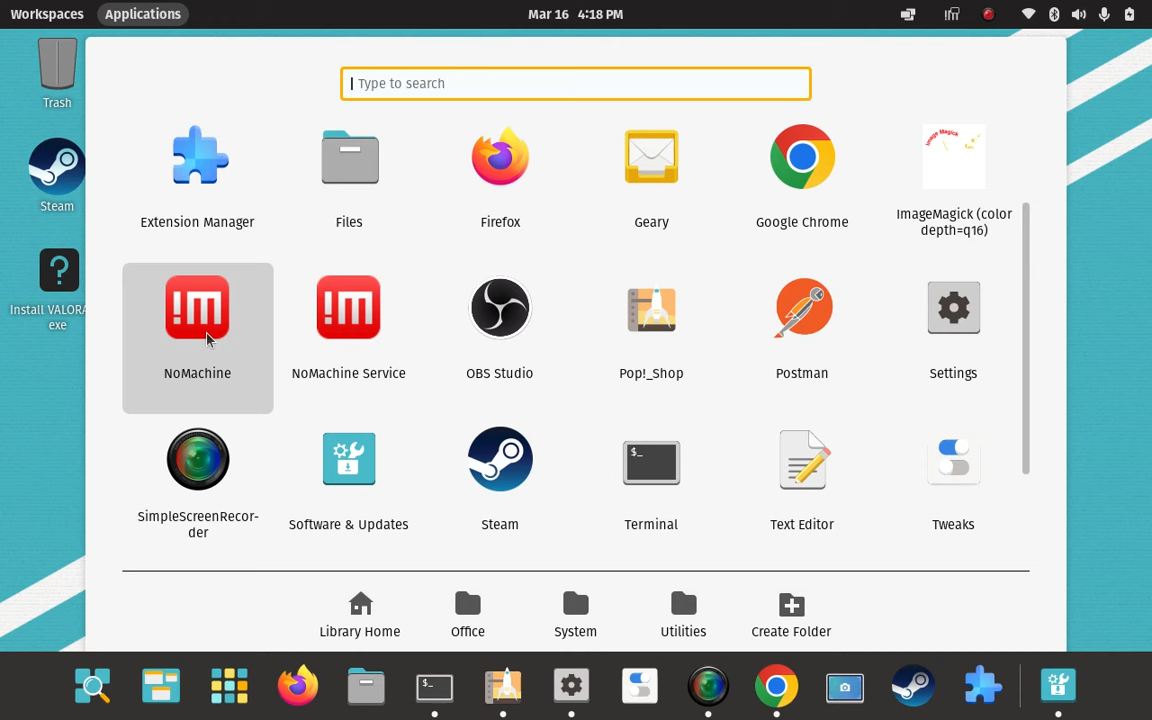 Workspaces
Applications
Mar 16 4:18 PM
Trash
Steam
Install VALORA
exe
Type to search
Extension Manager
Files
Firefox
Geary
Google Chrome
Image Magick
ImageMagick (color
depth=q16)
!M
NoMachine
!M
NoMachine Service
OBS Studio
Pop!_Shop
Postman
Settings
SimpleScreenRecor-
der
Software & Updates
Steam
$_
Terminal
Text Editor
Tweaks
Library Home
Office
System
Utilities
Create Folder
$_